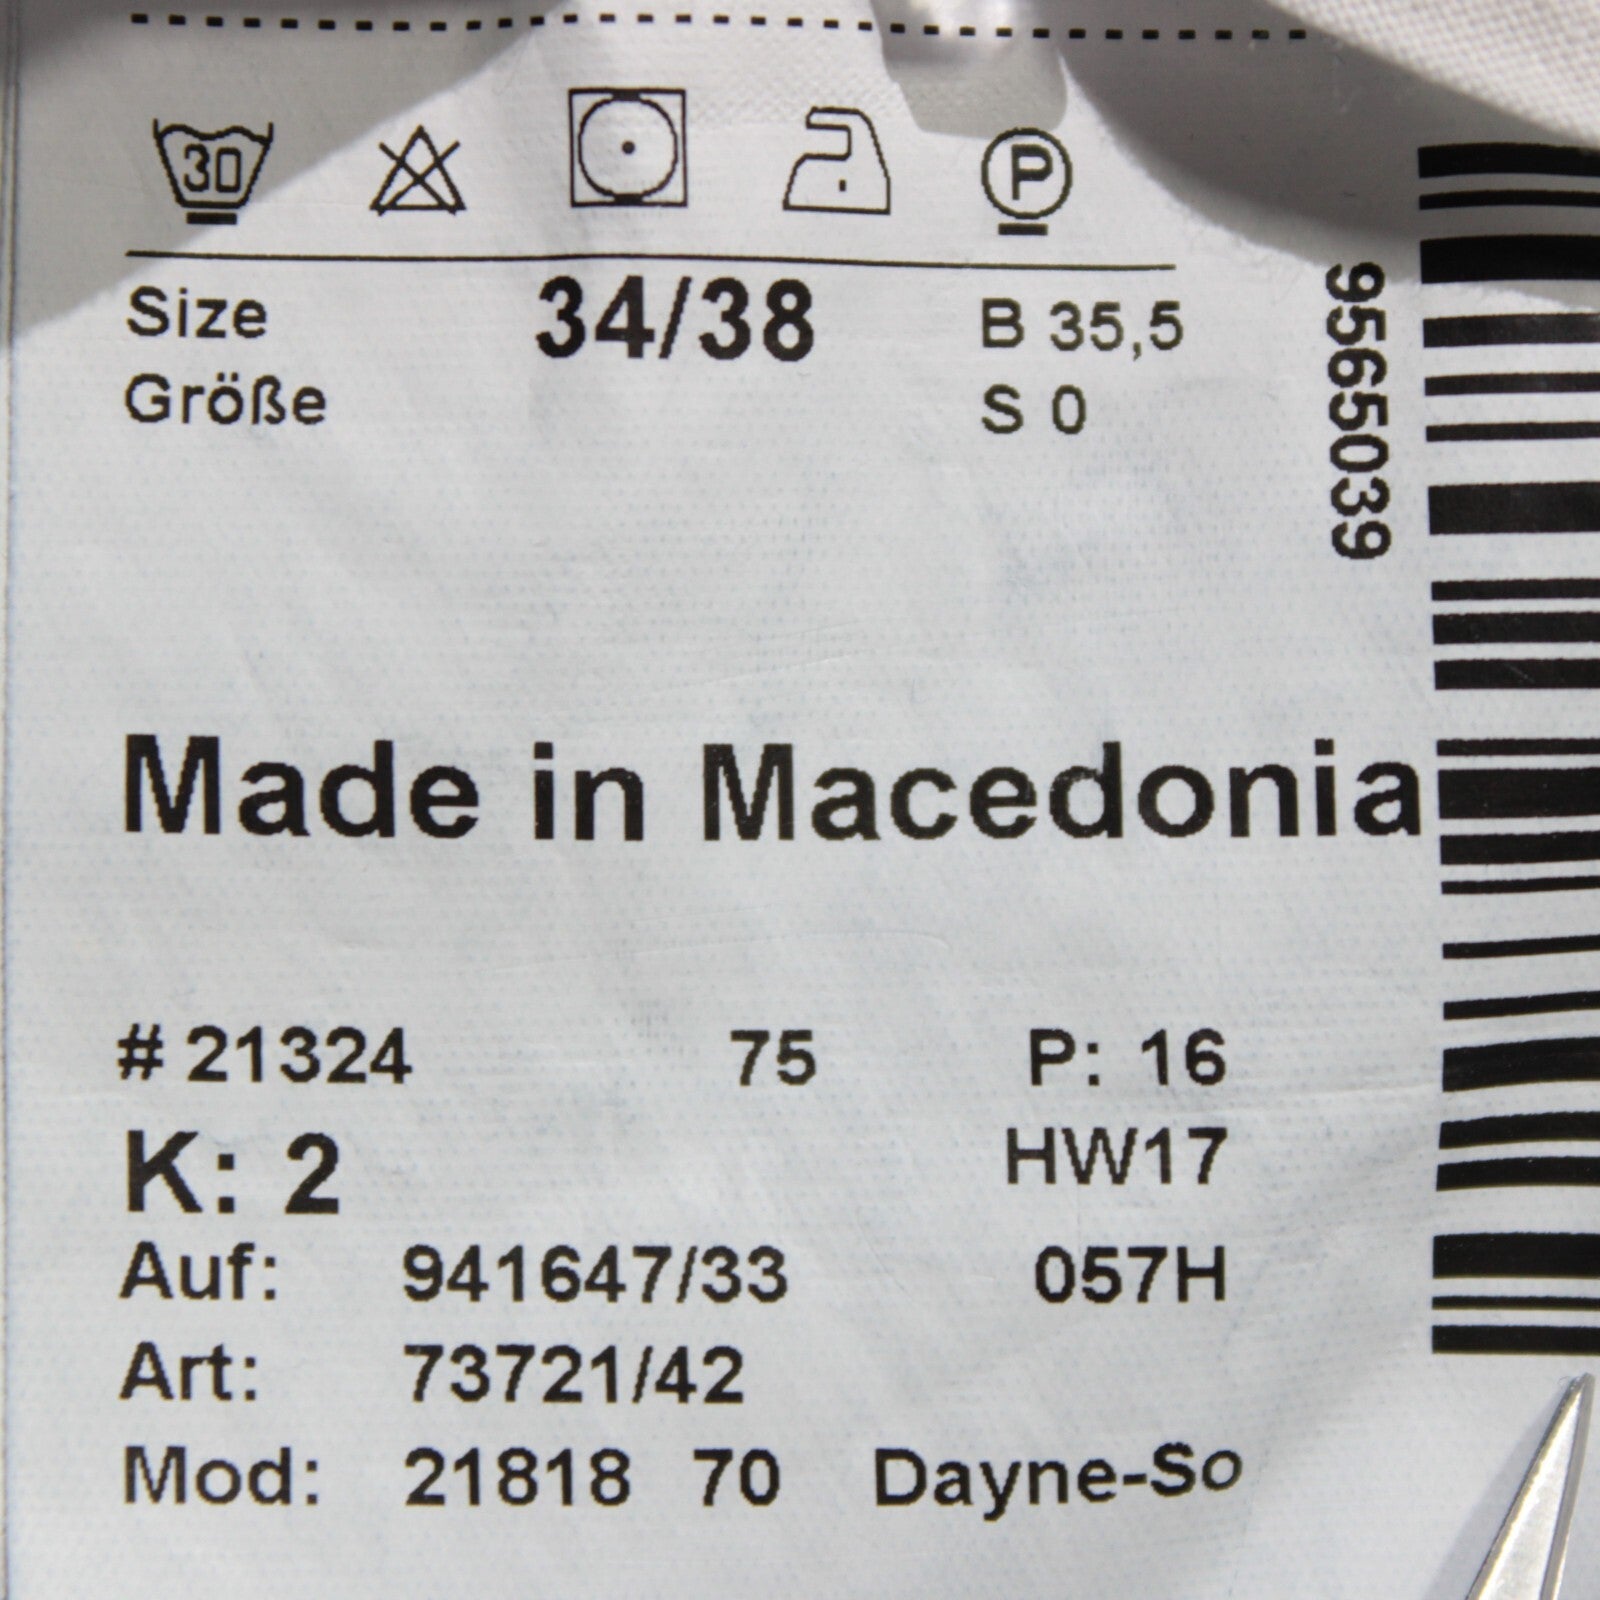 30
P
Size 34/38 B 35,5
Größe S 0
9565039
Made in Macedonia
# 21324 75 P: 16
K: 2 HW17
Auf: 941647/33 057H
Art: 73721/42
Mod: 21818 70 Dayne-So